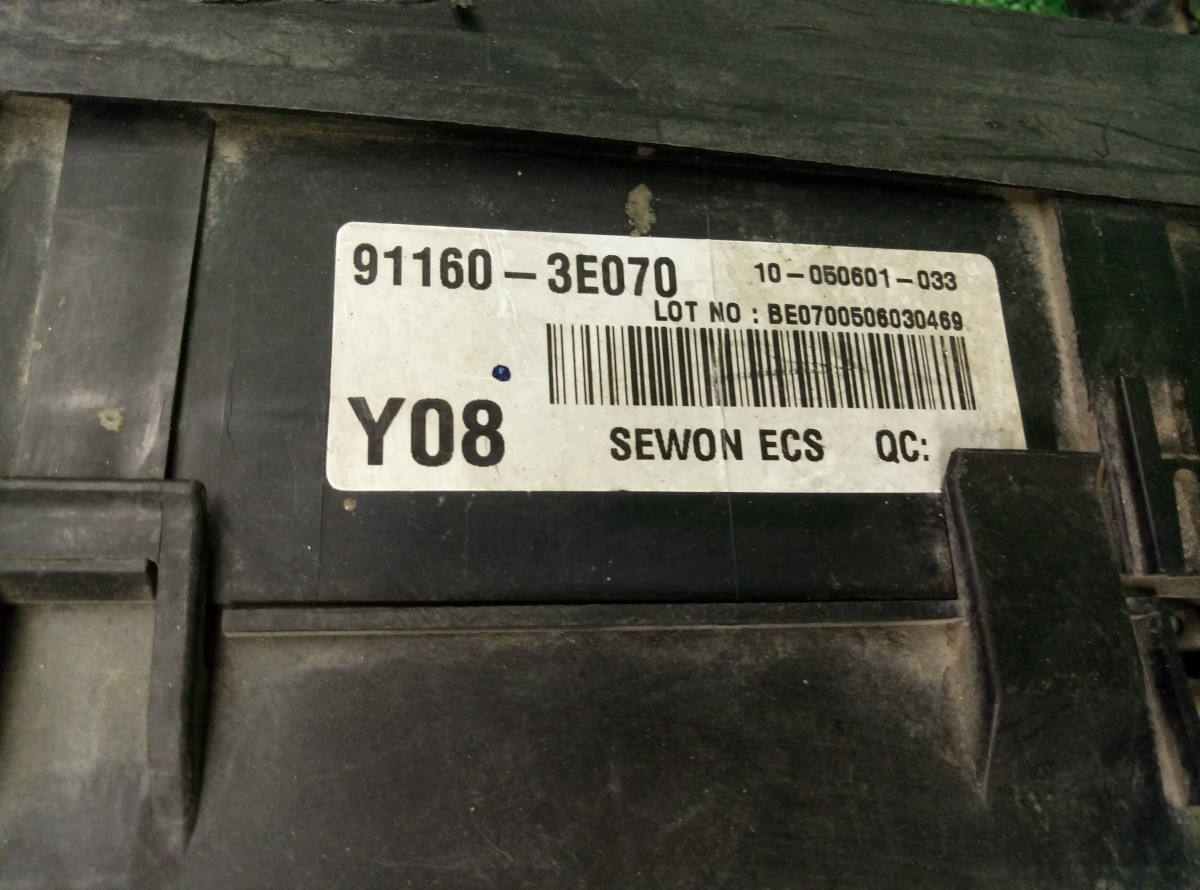 91160-3E070 10-050601-033
LOT NO : BE0700506030469
Y08 SEWON ECS QC: